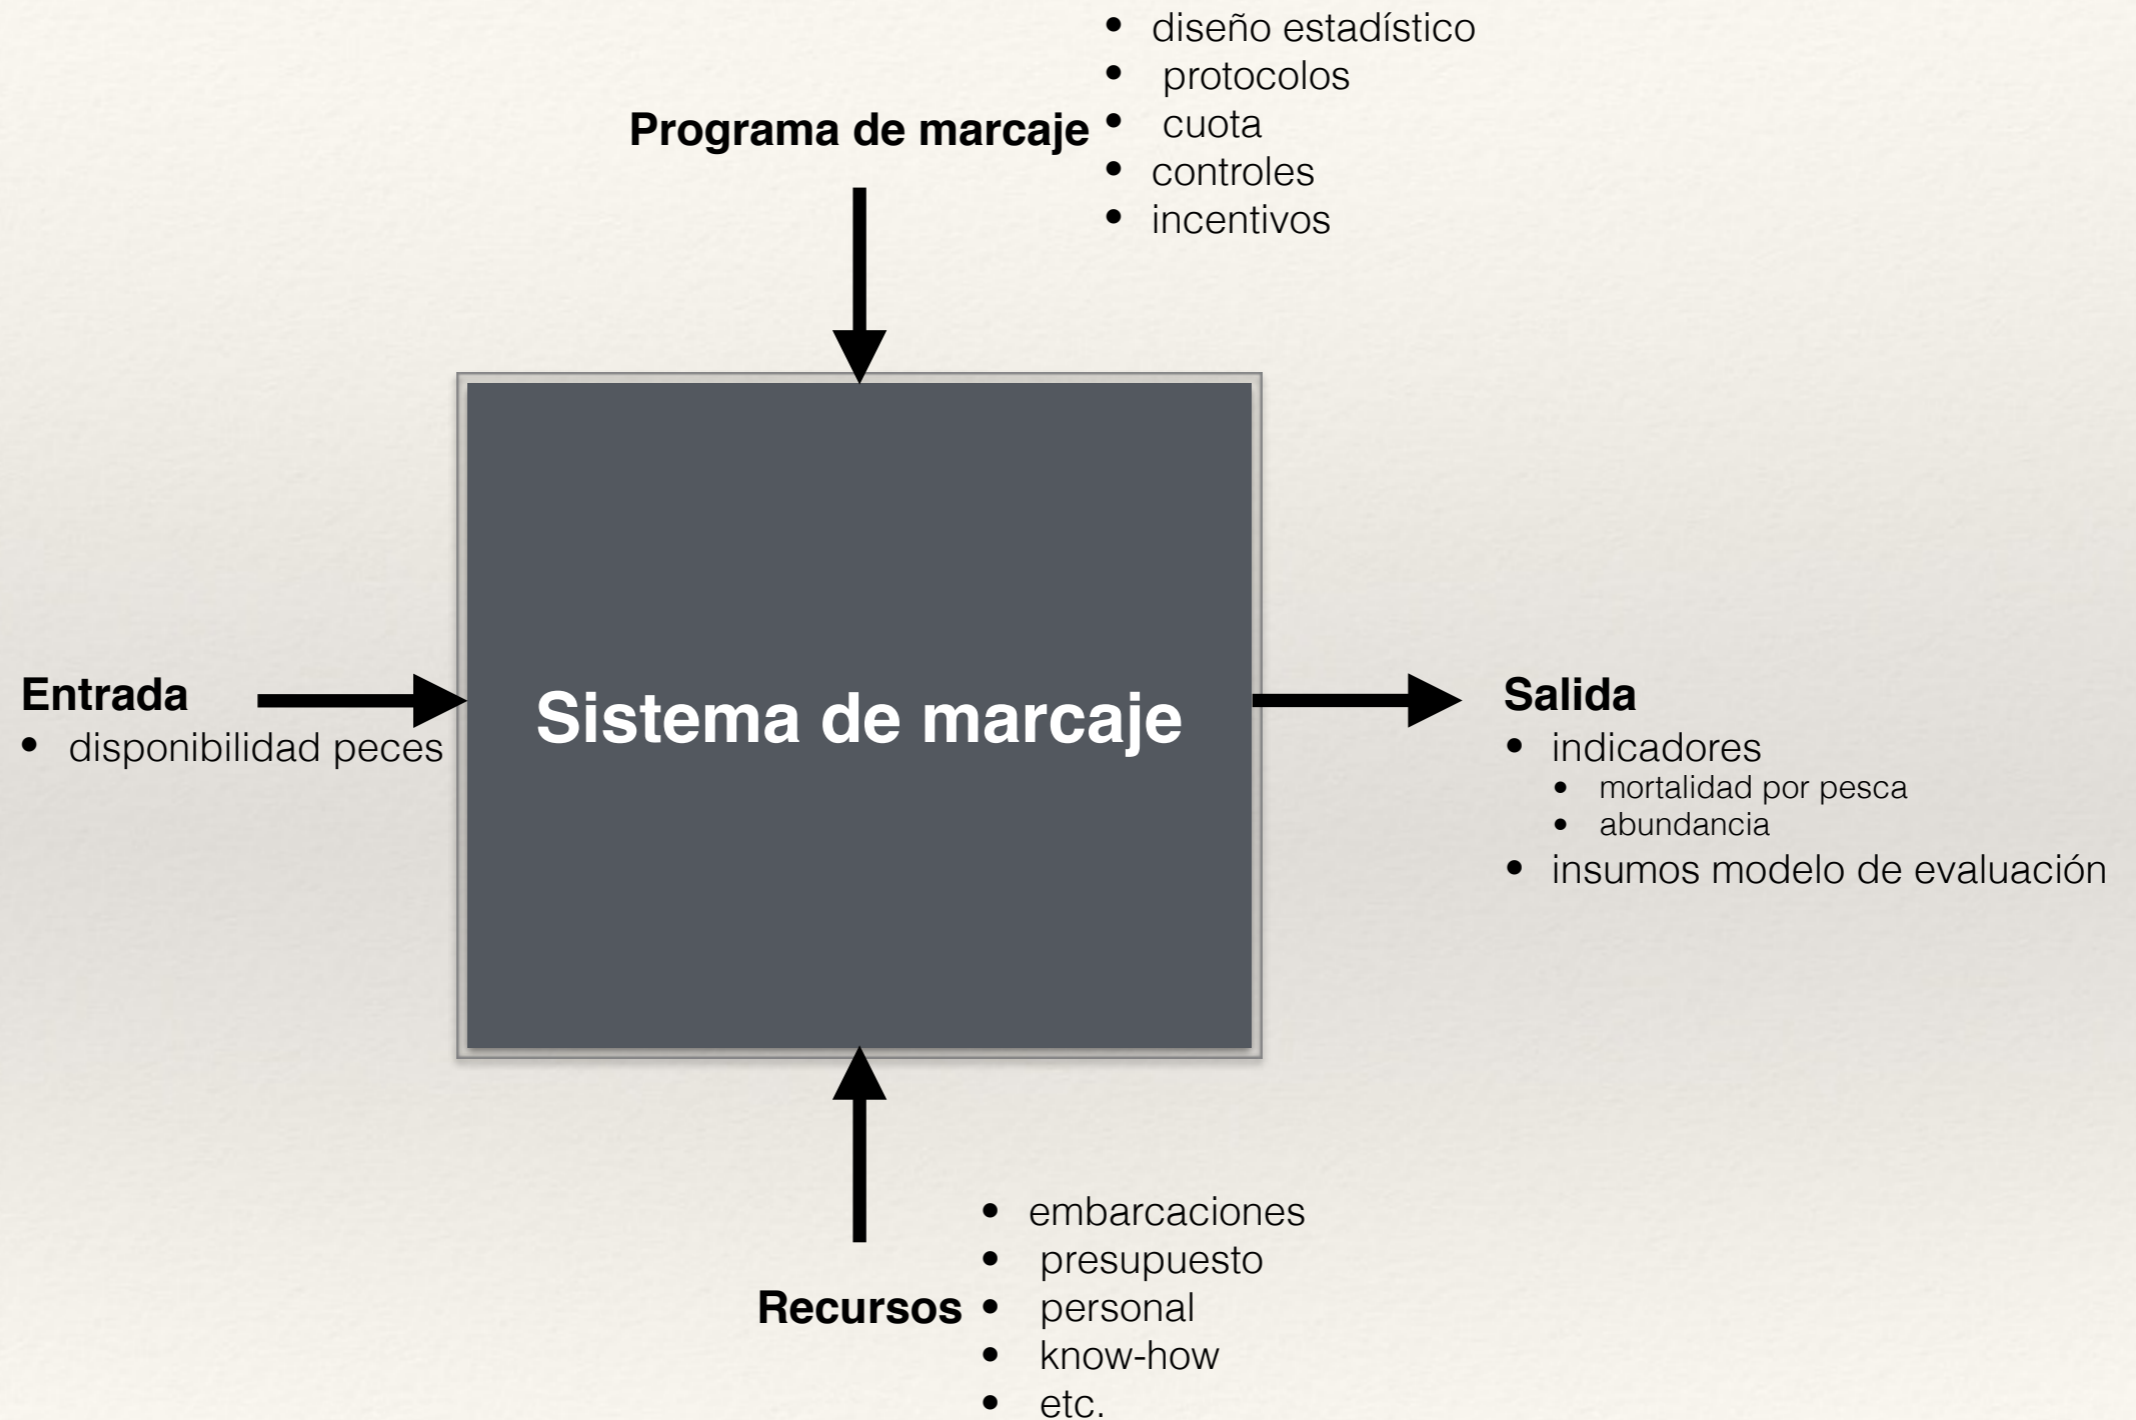 • diseño estadístico
• protocolos
Programa de marcaje • cuota
• controles
• incentivos
Sistema de marcaje
Entrada
• disponibilidad peces
Salida
• indicadores
• mortalidad por pesca
• abundancia
• insumos modelo de evaluación
• embarcaciones
• presupuesto
Recursos • personal
• know-how
• etc.